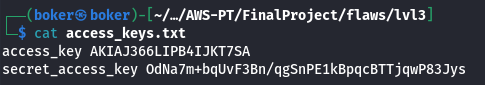 ┌──(boker㉿boker)-[~/…/AWS-PT/FinalProject/flaws/lvl3]
└─$ cat access_keys.txt
access_key AKIAJ366LIPB4IJKT7SA
secret_access_key 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